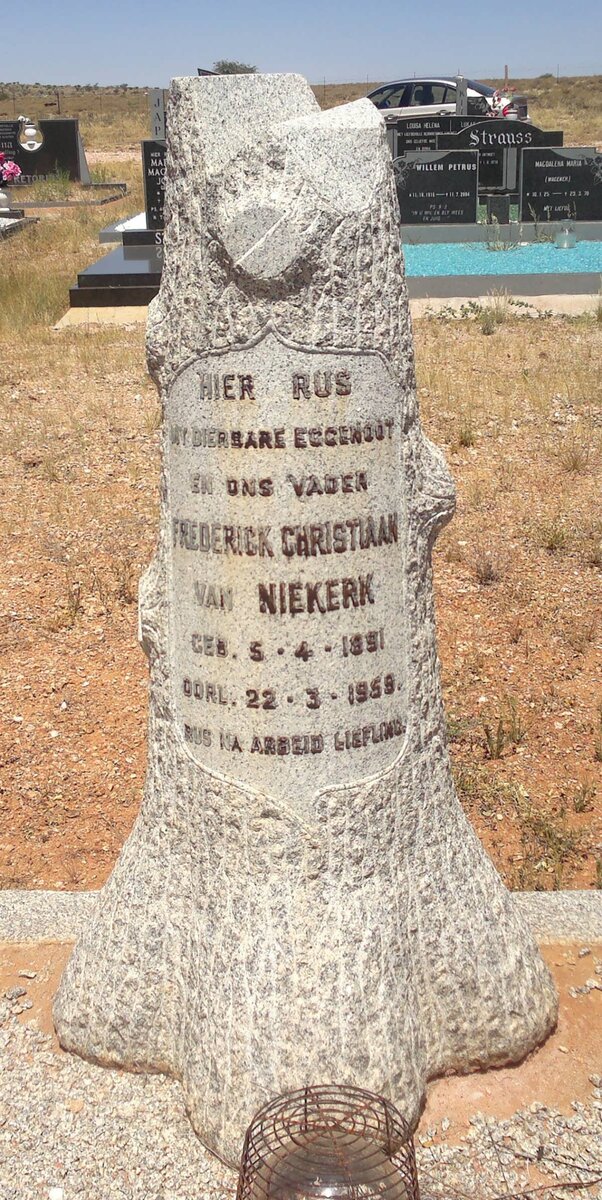 HIER RUS
MY DIERBARE EGGENOOT
EN ONS VADER
FREDERICK CHRISTIAAN
VAN NIEKERK
GEB. 5 · 4 · 1891
OORL. 22 · 3 · 1959.
RUS NA ARBEID LIEFLING.
LOUISA HELENA
Strauss
WILLEM PETRUS
MAGDALENA MARIA
(WAGENER)